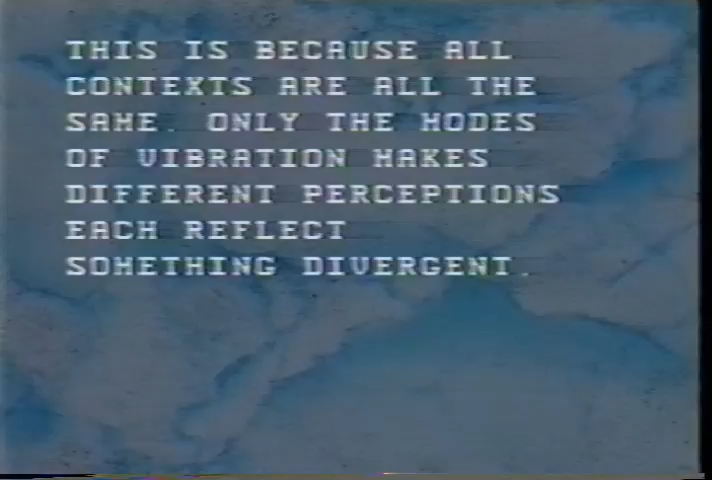 THIS IS BECAUSE ALL
CONTEXTS ARE ALL THE
SAME. ONLY THE MODES
OF VIBRATION MAKES
DIFFERENT PERCEPTIONS
EACH REFLECT
SOMETHING DIVERGENT.